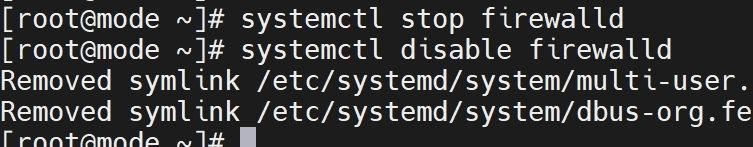 [root@mode ~]# systemctl stop firewalld
[root@mode ~]# systemctl disable firewalld
Removed symlink /etc/systemd/system/multi-user.
Removed symlink /etc/systemd/system/dbus-org.fe
[root@mode ~]#